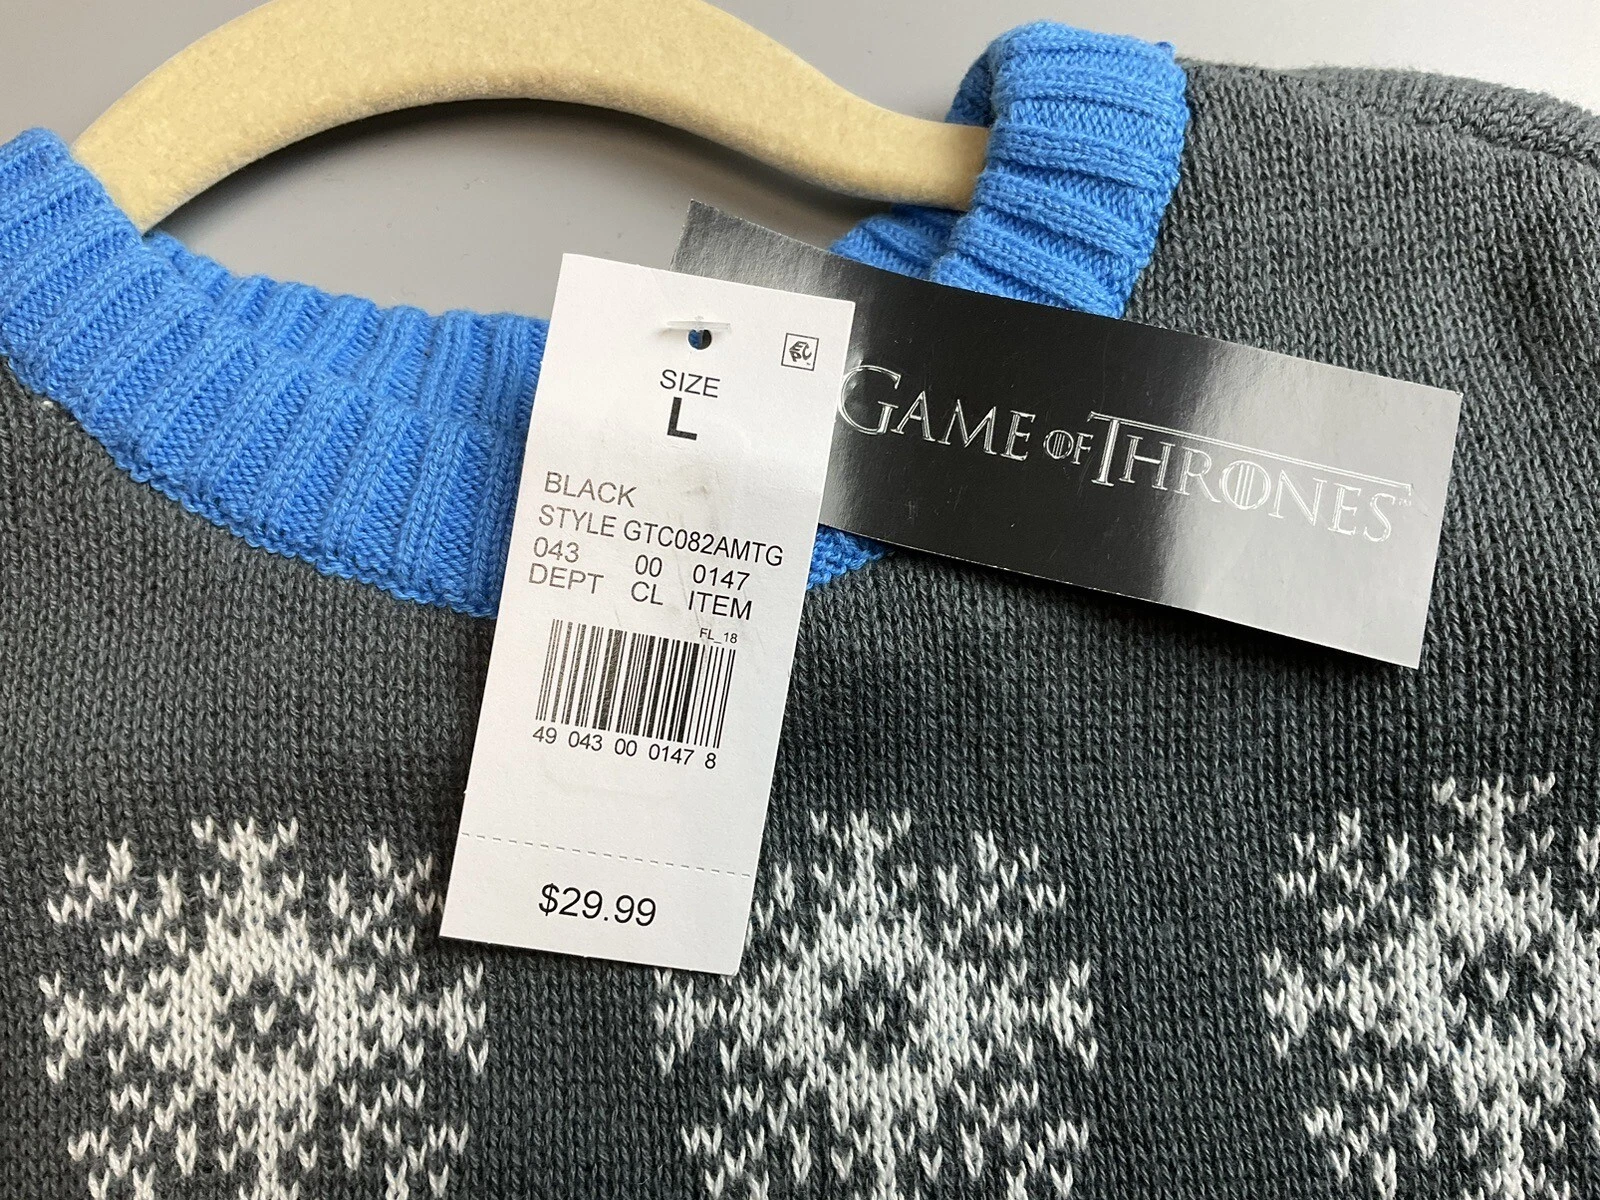 SIZE
L
BLACK
STYLE GTC082AMTG
043 00 0147
DEPT CL ITEM
FL_18
49 043 00 0147 8
$29.99
GAME OF THRONES™